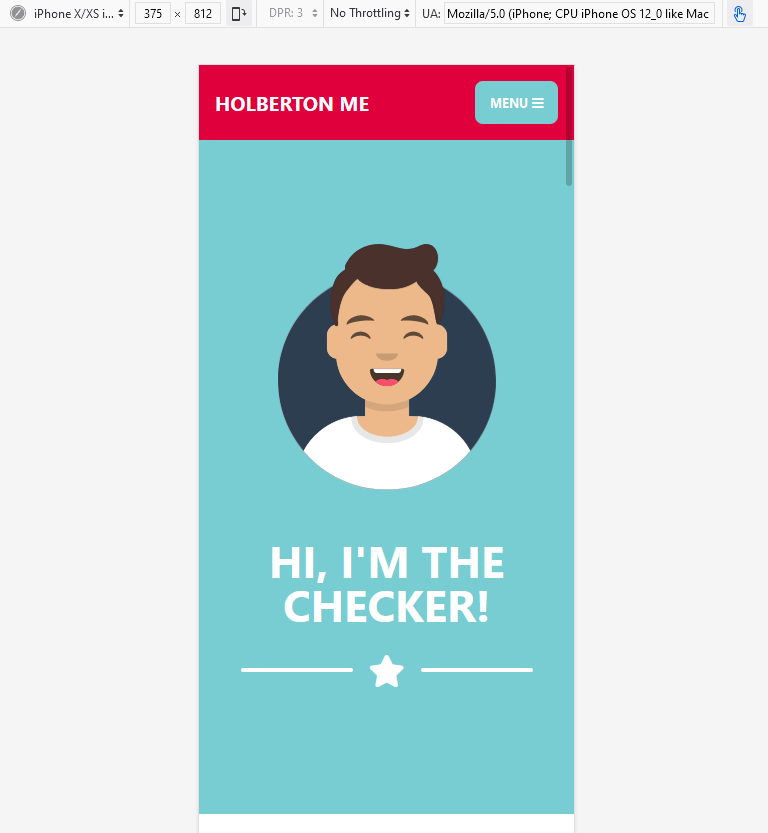 iPhone X/XS i... 375 × 812 DPR: 3 No Throttling UA: Mozilla/5.0 (iPhone; CPU iPhone OS 12_0 like Mac
HOLBERTON ME MENU
HI, I'M THE
CHECKER!